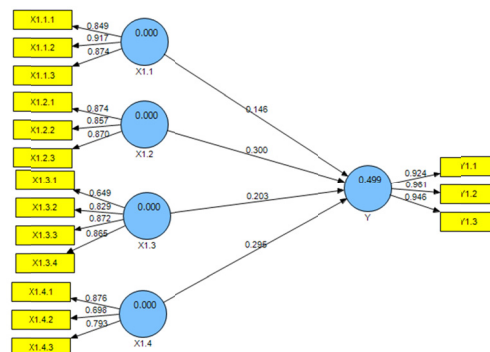 X1.1.1
X1.1.2
X1.1.3
0.849
0.917
0.874
0.000
X1.1
X1.2.1
X1.2.2
X1.2.3
0.874
0.857
0.870
0.000
X1.2
X1.3.1
X1.3.2
X1.3.3
X1.3.4
0.649
0.829
0.872
0.865
0.000
X1.3
X1.4.1
X1.4.2
X1.4.3
0.876
0.698
0.793
0.000
X1.4
0.146
0.300
0.203
0.295
0.499
Y
0.924
0.961
0.946
Y1.1
Y1.2
Y1.3